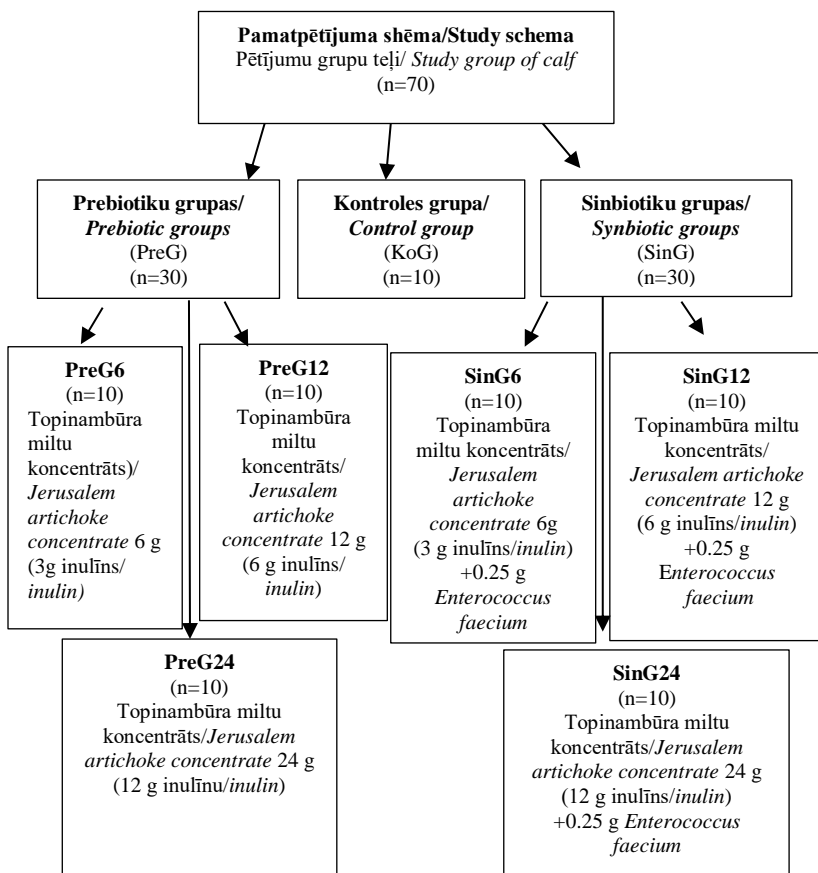 Pamatpētījuma shēma/Study schema
Pētījumu grupu teļi/ Study group of calf
(n=70)
Prebiotiku grupas/
Prebiotic groups
(PreG)
(n=30)
Kontroles grupa/
Control group
(KoG)
(n=10)
Sinbiotiku grupas/
Synbiotic groups
(SinG)
(n=30)
PreG6
(n=10)
Topinambūra
miltu
koncentrāts)/
Jerusalem
artichoke
concentrate 6 g
(3g inulīns/
inulin)
PreG12
(n=10)
Topinambūra
miltu
koncentrāts/
Jerusalem
artichoke
concentrate 12 g
(6 g inulīns/
inulin)
SinG6
(n=10)
Topinambūra
miltu koncentrāts/
Jerusalem
artichoke
concentrate 6g
(3 g inulīns/inulin)
+0.25 g
Enterococcus
faecium
SinG12
(n=10)
Topinambūra miltu
koncentrāts/
Jerusalem artichoke
concentrate 12 g
(6 g inulīns/inulin)
+0.25 g
Enterococcus
faecium
PreG24
(n=10)
Topinambūra miltu
koncentrāts/Jerusalem
artichoke concentrate 24 g
(12 g inulīnu/inulin)
SinG24
(n=10)
Topinambūra miltu
koncentrāts/Jerusalem
artichoke concentrate 24 g
(12 g inulīns/inulin)
+0.25 g Enterococcus
faecium